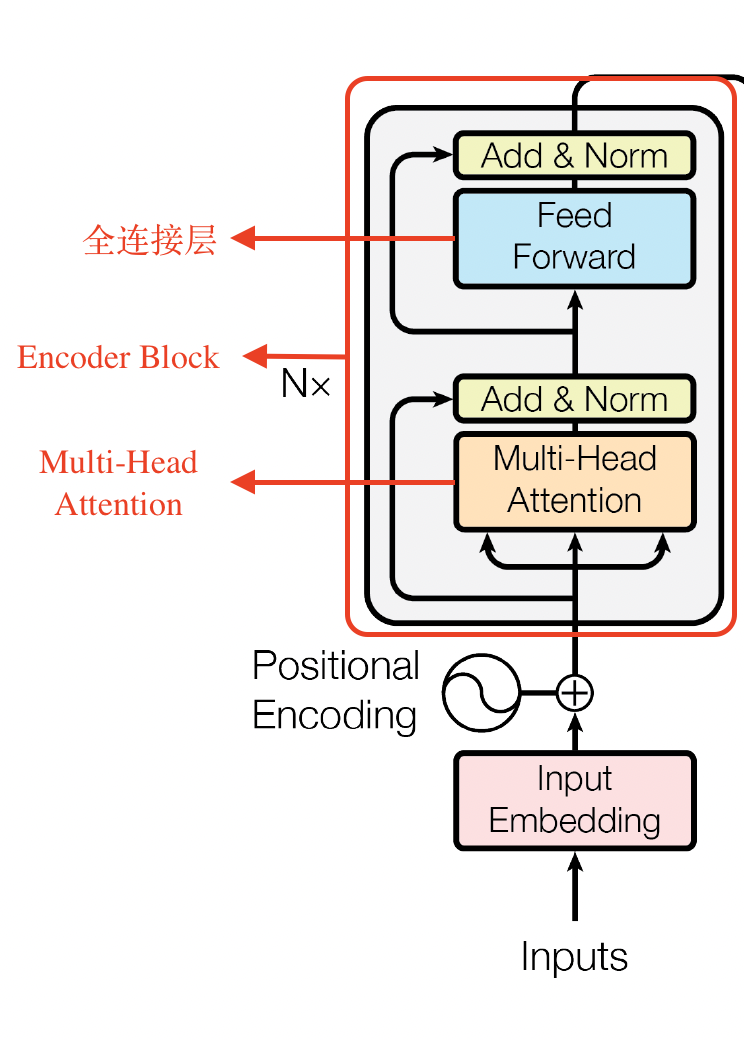 Add & Norm
Feed
Forward
全连接层
Encoder Block
N×
Add & Norm
Multi-Head
Attention
Multi-Head
Attention
Positional
Encoding
Input
Embedding
Inputs